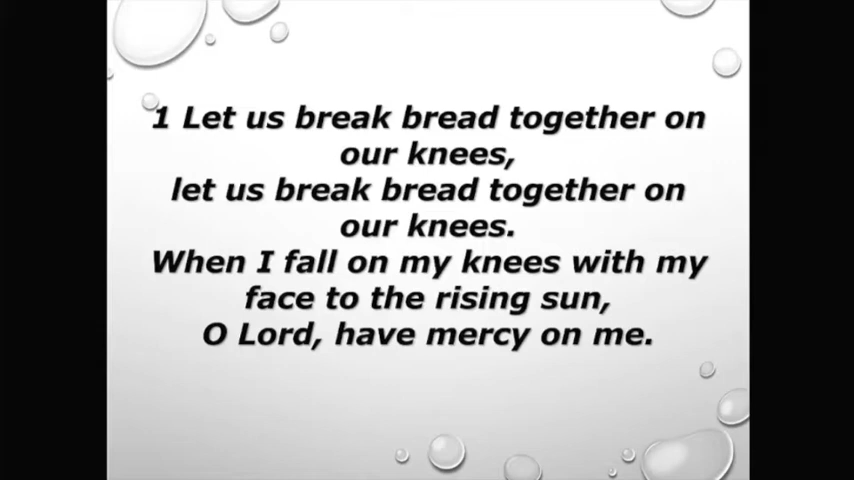 1 Let us break bread together on
our knees,
let us break bread together on
our knees.
When I fall on my knees with my
face to the rising sun,
O Lord, have mercy on me.